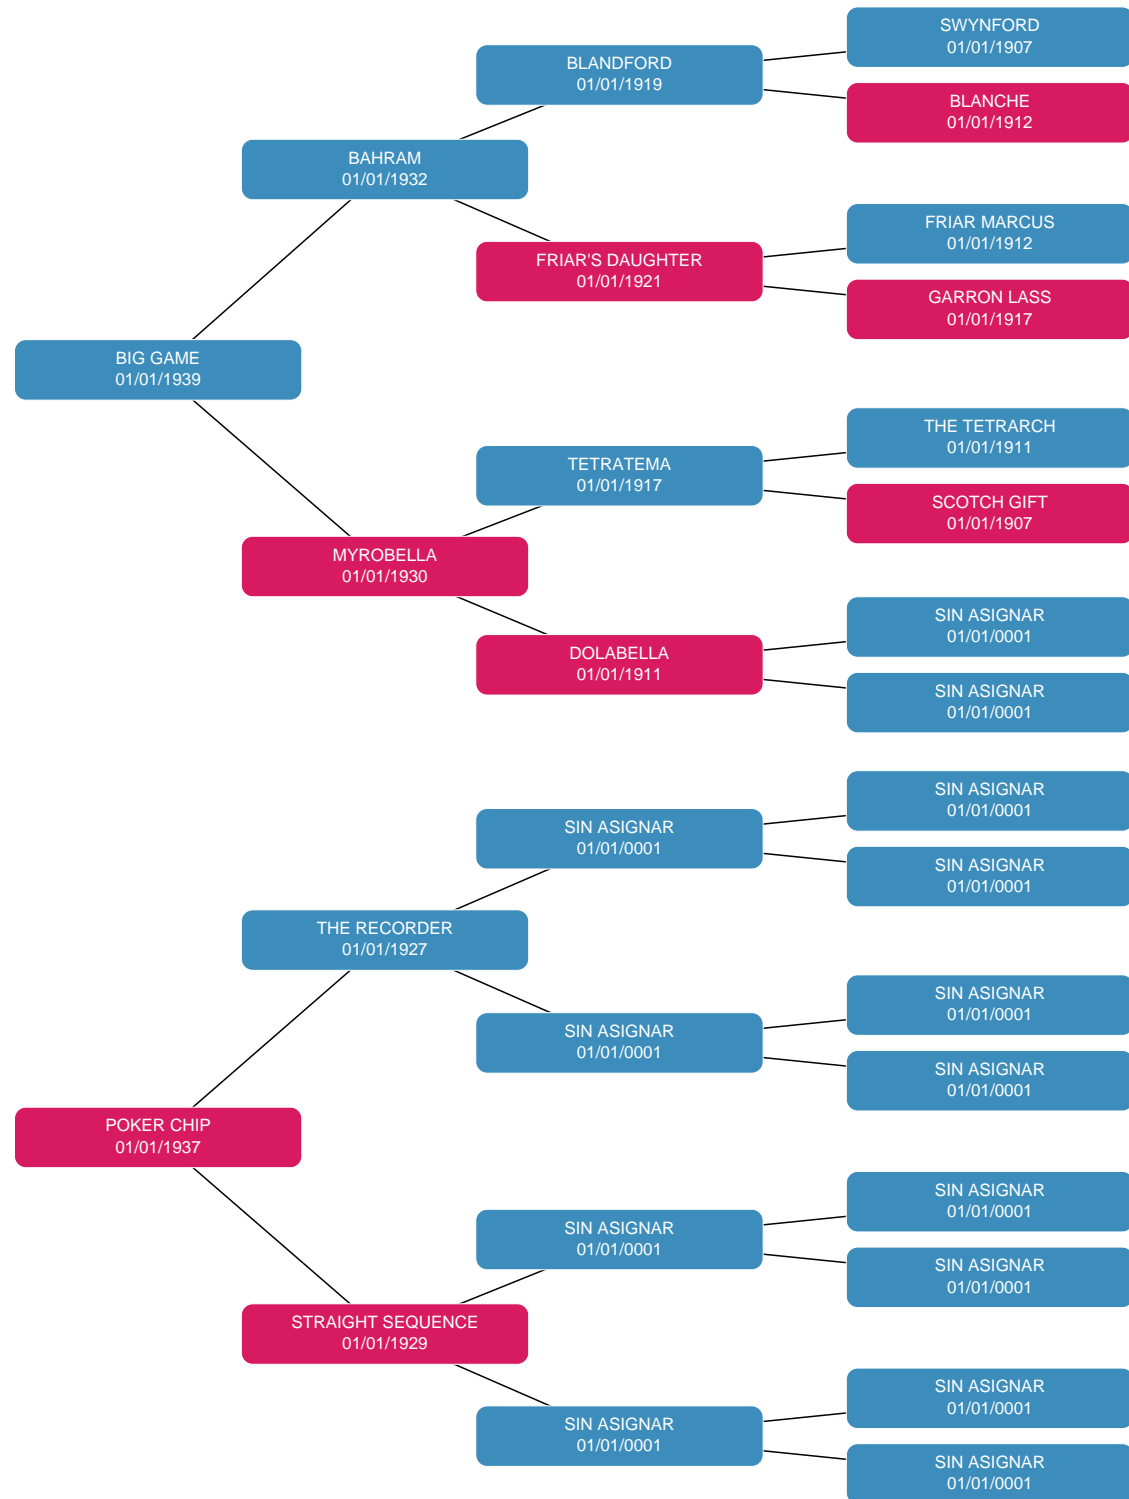 SWYNFORD
01/01/1907
BLANDFORD
01/01/1919
BLANCHE
01/01/1912
BAHRAM
01/01/1932
FRIAR MARCUS
01/01/1912
FRIAR'S DAUGHTER
01/01/1921
GARRON LASS
01/01/1917
BIG GAME
01/01/1939
THE TETRARCH
01/01/1911
TETRATEMA
01/01/1917
SCOTCH GIFT
01/01/1907
MYROBELLA
01/01/1930
SIN ASIGNAR
01/01/0001
DOLABELLA
01/01/1911
SIN ASIGNAR
01/01/0001
SIN ASIGNAR
01/01/0001
SIN ASIGNAR
01/01/0001
SIN ASIGNAR
01/01/0001
THE RECORDER
01/01/1927
SIN ASIGNAR
01/01/0001
SIN ASIGNAR
01/01/0001
SIN ASIGNAR
01/01/0001
POKER CHIP
01/01/1937
SIN ASIGNAR
01/01/0001
SIN ASIGNAR
01/01/0001
SIN ASIGNAR
01/01/0001
STRAIGHT SEQUENCE
01/01/1929
SIN ASIGNAR
01/01/0001
SIN ASIGNAR
01/01/0001
SIN ASIGNAR
01/01/0001